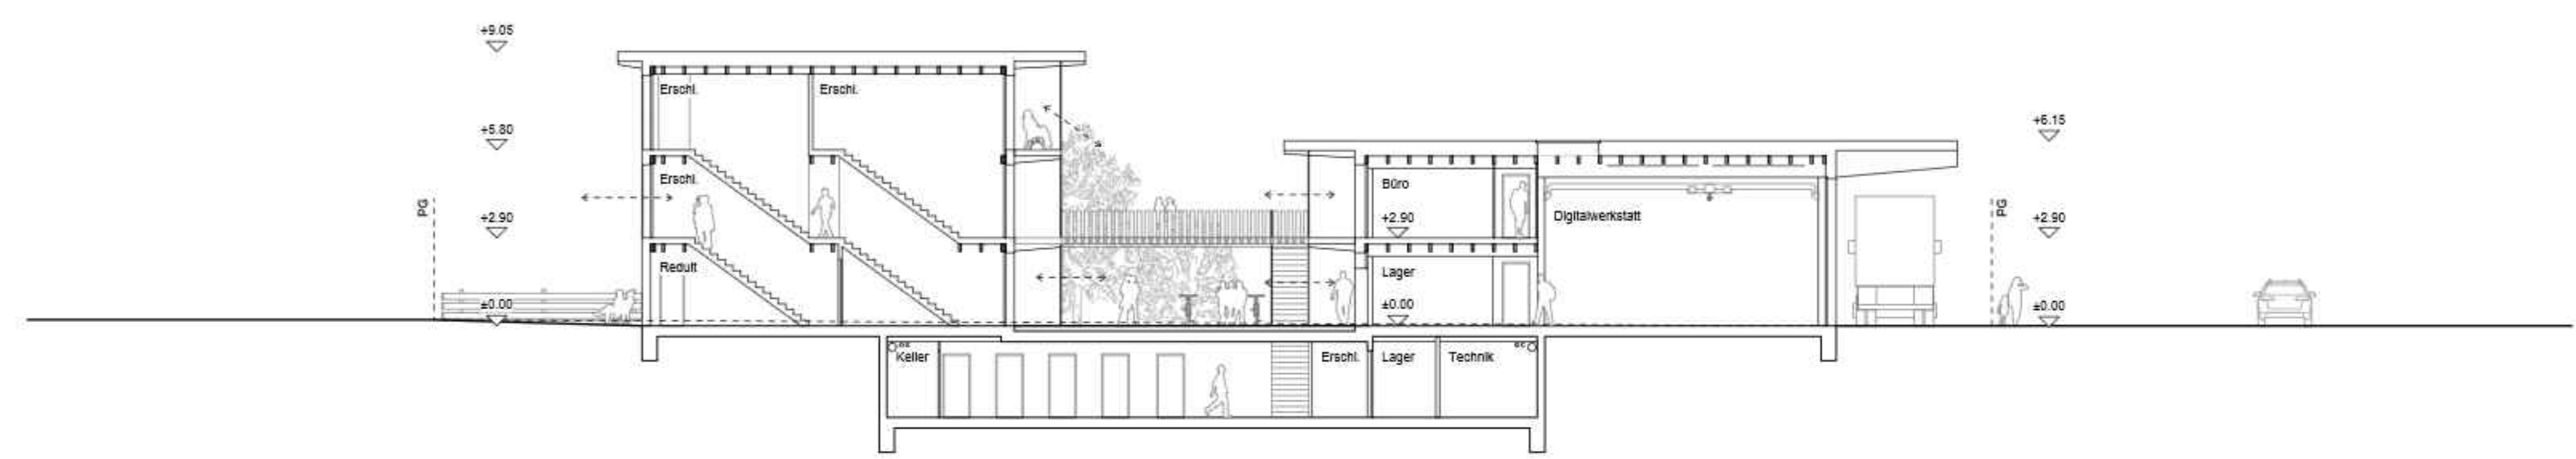 +9.05
Erschl.
Erschl.
+5.80
+6.15
Erschl.
Büro
PG
+2.90
+2.90
Digitalwerkstatt
PG
+2.90
Reduit
Lager
±0.00
±0.00
±0.00
Keller
Erschl.
Lager
Technik